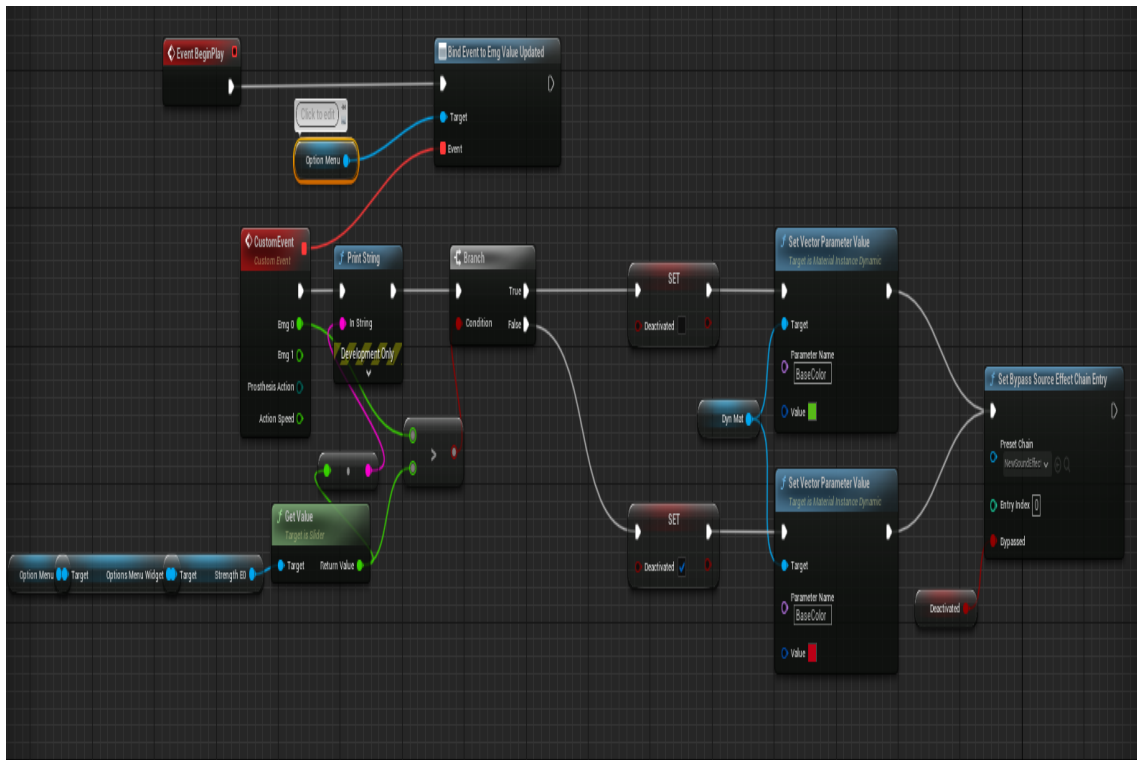 Event BeginPlay
Bind Event to Emg Value Updated
Target
Event
Click to edit
Option Menu
CustomEvent
Custom Event
Emg 0
Emg 1
Prosthesis Action
Action Speed
Print String
In String
Development Only
Branch
True
Condition
False
SET
Deactivated
Set Vector Parameter Value
Target is Material Instance Dynamic
Target
Parameter Name
BaseColor
Value
Dyn Mat
Set Bypass Source Effect Chain Entry
Preset Chain
NewSoundEffec
Entry Index 0
Bypassed
>
Get Value
Target is Slider
Target Return Value
Option Menu Target Options Menu Widget Target Strength E0
SET
Deactivated
Set Vector Parameter Value
Target is Material Instance Dynamic
Target
Parameter Name
BaseColor
Value
Deactivated